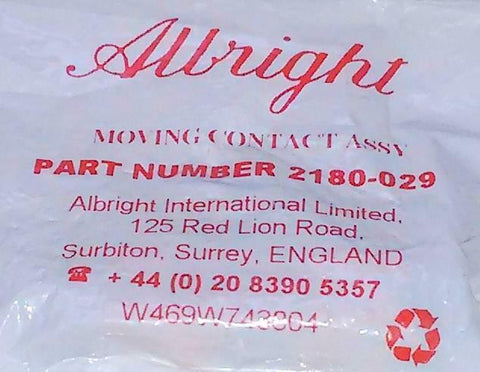 Albright
MOVING CONTACT ASSY
PART NUMBER 2180-029
Albright International Limited,
125 Red Lion Road,
Surbiton, Surrey, ENGLAND
☎ + 44 (0) 20 8390 5357
W469W743004